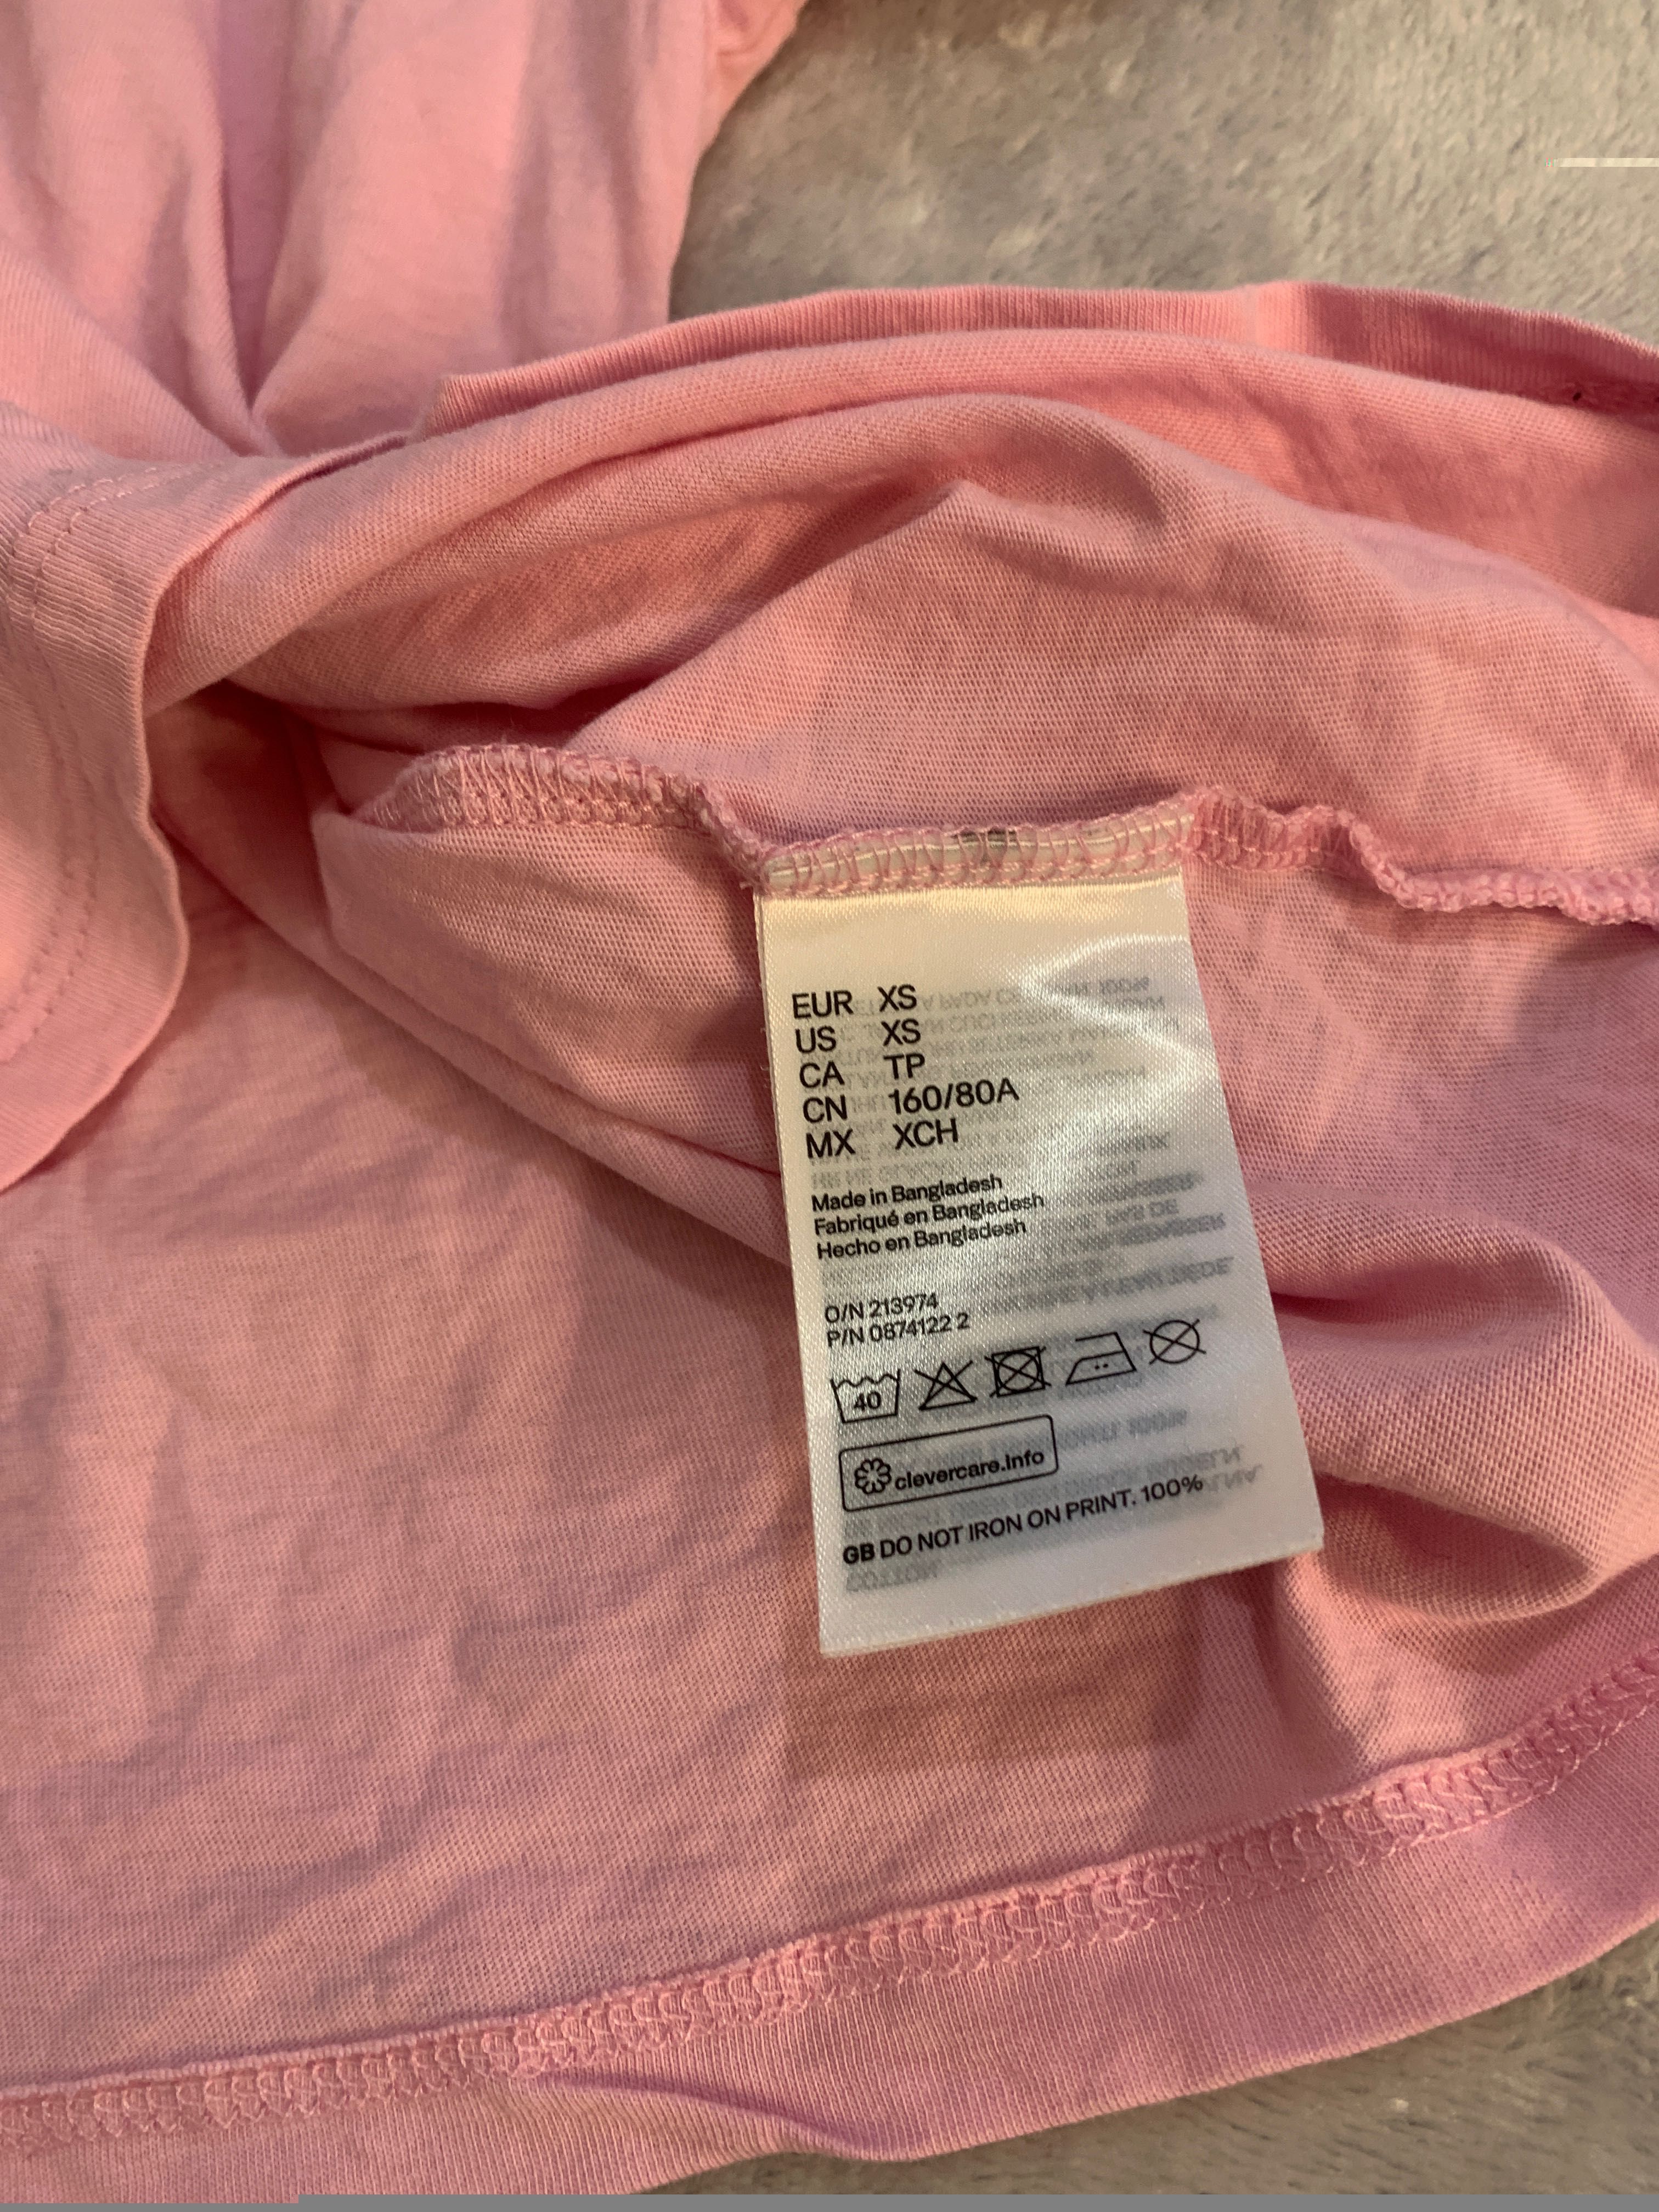 EUR XS
US XS
CA TP
CN 160/80A
MX XCH
Made in Bangladesh
Fabriqué en Bangladesh
Hecho en Bangladesh
O/N 213974
P/N 0874122 2
40
clevercare.info
GB DO NOT IRON ON PRINT. 100%